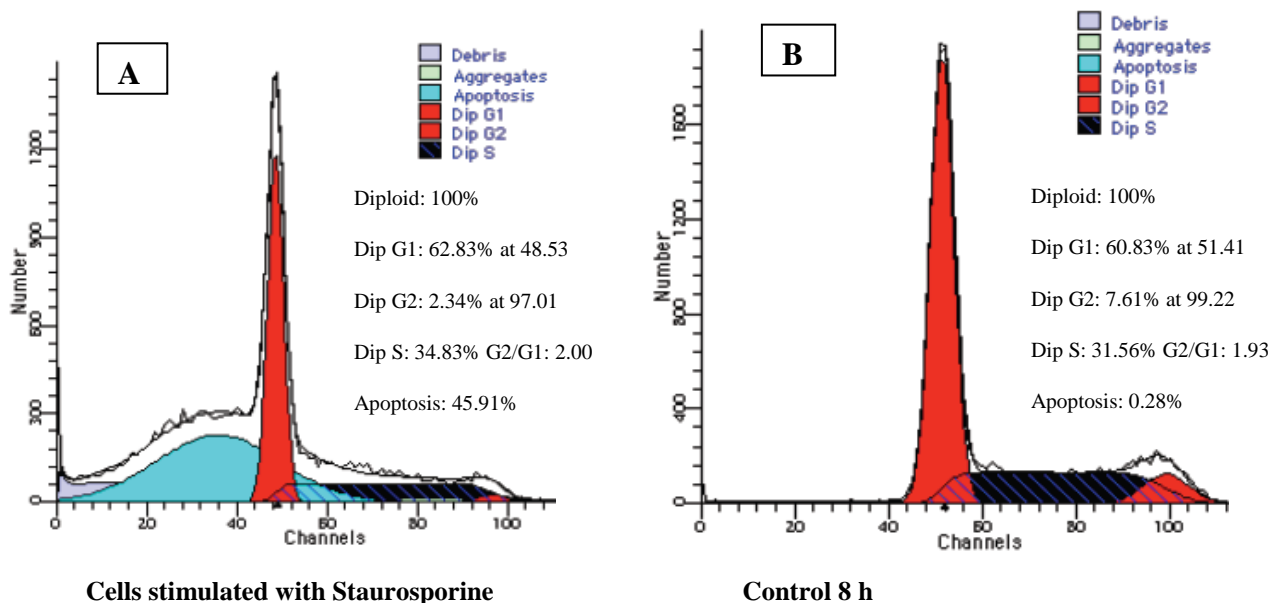 A
Debris
Aggregates
Apoptosis
Dip G1
Dip G2
Dip S
Diploid: 100%
Dip G1: 62.83% at 48.53
Dip G2: 2.34% at 97.01
Dip S: 34.83% G2/G1: 2.00
Apoptosis: 45.91%
Number
0 300 600 900 1200
0 20 40 60 80 100
Channels
Cells stimulated with Staurosporine
B
Debris
Aggregates
Apoptosis
Dip G1
Dip G2
Dip S
Diploid: 100%
Dip G1: 60.83% at 51.41
Dip G2: 7.61% at 99.22
Dip S: 31.56% G2/G1: 1.93
Apoptosis: 0.28%
Number
0 400 800 1200 1600
0 20 40 60 80 100
Channels
Control 8 h